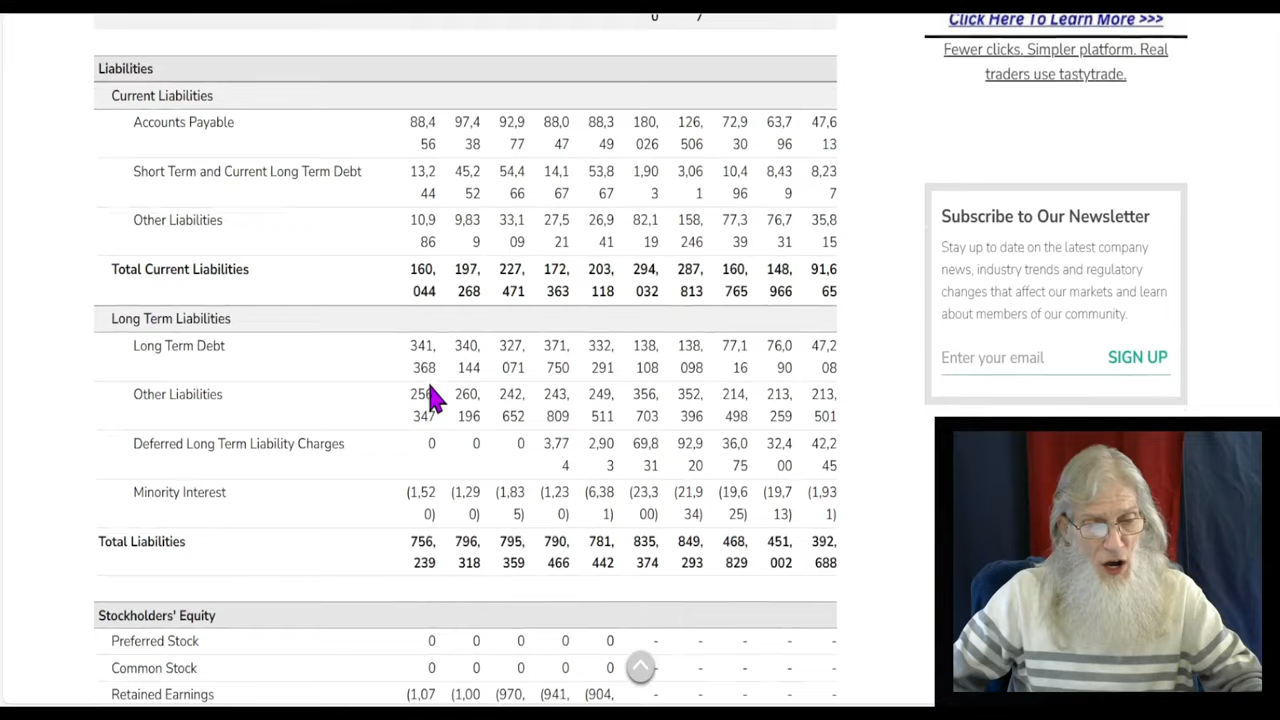 0 7
Click Here To Learn More >>>
Fewer clicks. Simpler platform. Real
traders use tastytrade.
Liabilities
Current Liabilities
Accounts Payable 88,4 97,4 92,9 88,0 88,3 180, 126, 72,9 63,7 47,6
56 38 77 47 49 026 506 30 96 13
Short Term and Current Long Term Debt 13,2 45,2 54,4 14,1 53,8 1,90 3,06 10,4 8,43 8,23
44 52 66 67 67 3 1 96 9 7
Other Liabilities 10,9 9,83 33,1 27,5 26,9 82,1 158, 77,3 76,7 35,8
86 9 09 21 41 19 246 39 31 15
Total Current Liabilities 160, 197, 227, 172, 203, 294, 287, 160, 148, 91,6
044 268 471 363 118 032 813 765 966 65
Long Term Liabilities
Long Term Debt 341, 340, 327, 371, 332, 138, 138, 77,1 76,0 47,2
368 144 071 750 291 108 098 16 90 08
Other Liabilities 260, 242, 243, 249, 356, 352, 214, 213, 213,
347 196 652 809 511 703 396 498 259 501
Deferred Long Term Liability Charges 0 0 0 3,77 2,90 69,8 92,9 36,0 32,4 42,2
4 3 31 20 75 00 45
Minority Interest (1,52 (1,29 (1,83 (1,23 (6,38 (23,3 (21,9 (19,6 (19,7 (1,93
0) 0) 5) 0) 1) 00) 34) 25) 13) 1)
Total Liabilities 756, 796, 795, 790, 781, 835, 849, 468, 451, 392,
239 318 359 466 442 374 293 829 002 688
Stockholders' Equity
Preferred Stock 0 0 0 0 0 - - - - -
Common Stock 0 0 0 0 0 - - - - -
Retained Earnings (1,07 (1,00 (970, (941, (904, - - - - -
Subscribe to Our Newsletter
Stay up to date on the latest company
news, industry trends and regulatory
changes that affect our markets and learn
about members of our community.
Enter your email SIGN UP